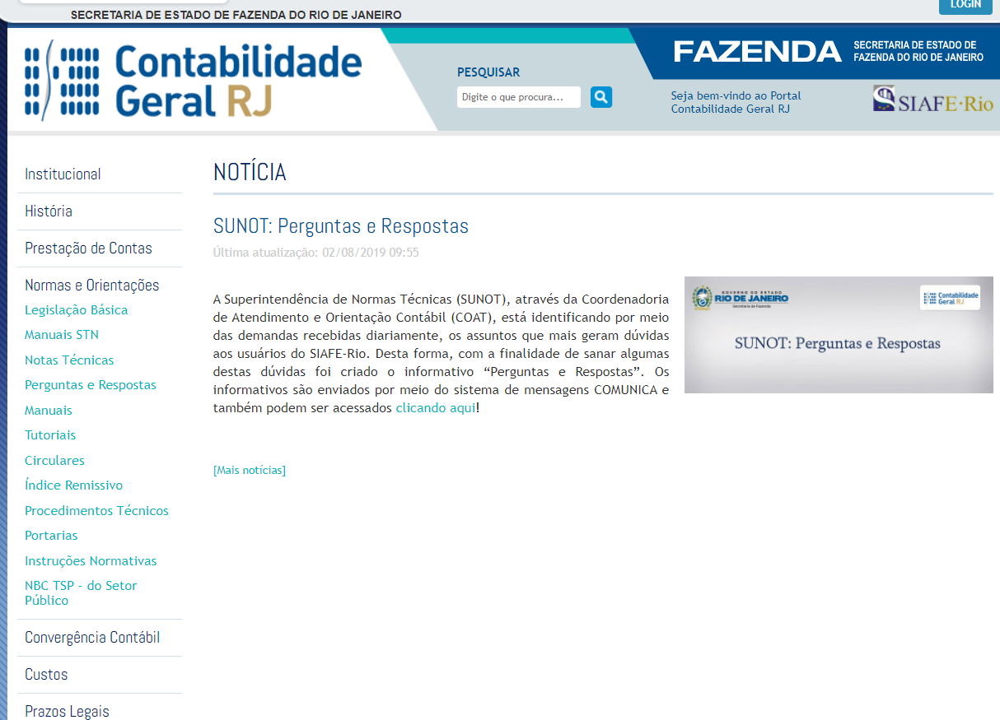 SECRETARIA DE ESTADO DE FAZENDA DO RIO DE JANEIRO
LOGIN
Contabilidade
Geral RJ
PESQUISAR
Digite o que procura...
FAZENDA
SECRETARIA DE ESTADO DE
FAZENDA DO RIO DE JANEIRO
Seja bem-vindo ao Portal
Contabilidade Geral RJ
SIAFE·Rio
Institucional
História
Prestação de Contas
Normas e Orientações
Legislação Básica
Manuais STN
Notas Técnicas
Perguntas e Respostas
Manuais
Tutoriais
Circulares
Índice Remissivo
Procedimentos Técnicos
Portarias
Instruções Normativas
NBC TSP - do Setor
Público
Convergência Contábil
Custos
Prazos Legais
NOTÍCIA
SUNOT: Perguntas e Respostas
Última atualização: 02/08/2019 09:55
A Superintendência de Normas Técnicas (SUNOT), através da Coordenadoria
de Atendimento e Orientação Contábil (COAT), está identificando por meio
das demandas recebidas diariamente, os assuntos que mais geram dúvidas
aos usuários do SIAFE-Rio. Desta forma, com a finalidade de sanar algumas
destas dúvidas foi criado o informativo “Perguntas e Respostas”. Os
informativos são enviados por meio do sistema de mensagens COMUNICA e
também podem ser acessados clicando aqui!
GOVERNO DO ESTADO
RIO DE JANEIRO
Secretaria de Fazenda
Contabilidade
Geral RJ
SUNOT: Perguntas e Respostas
[Mais notícias]